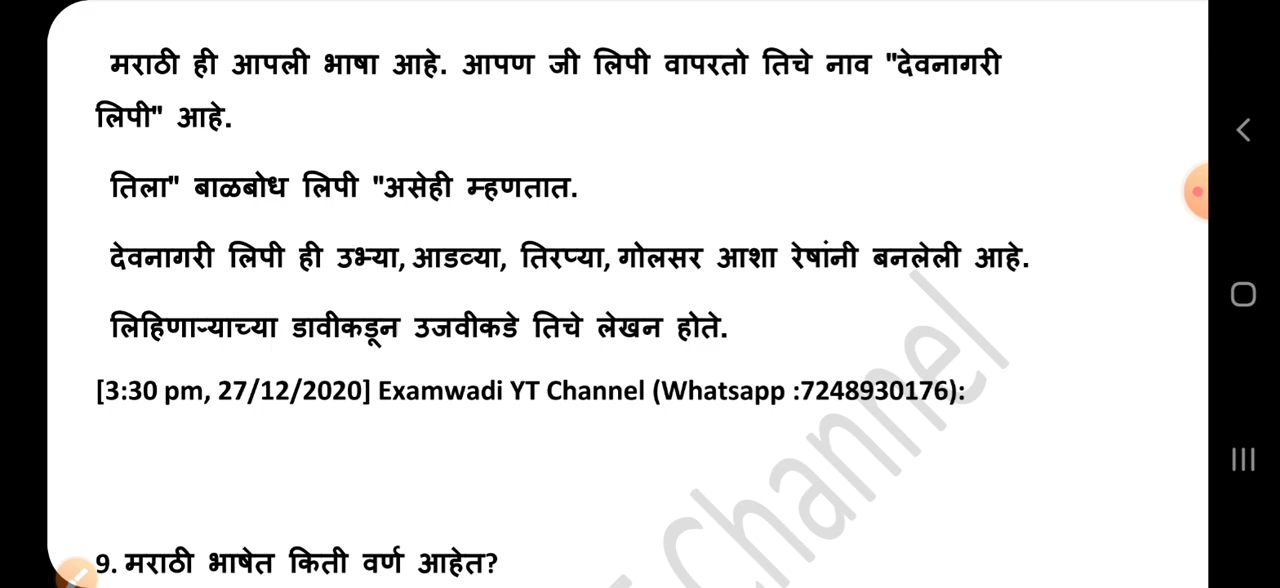 मराठी ही आपली भाषा आहे. आपण जी लिपी वापरतो तिचे नाव "देवनागरी
लिपी" आहे.
तिला" बाळबोध लिपी "असेही म्हणतात.
देवनागरी लिपी ही उभ्या, आडव्या, तिरप्या, गोलसर आशा रेषांनी बनलेली आहे.
लिहिणाऱ्याच्या डावीकडून उजवीकडे तिचे लेखन होते.
[3:30 pm, 27/12/2020] Examwadi YT Channel (Whatsapp :7248930176):
Channel
9. मराठी भाषेत किती वर्ण आहेत?